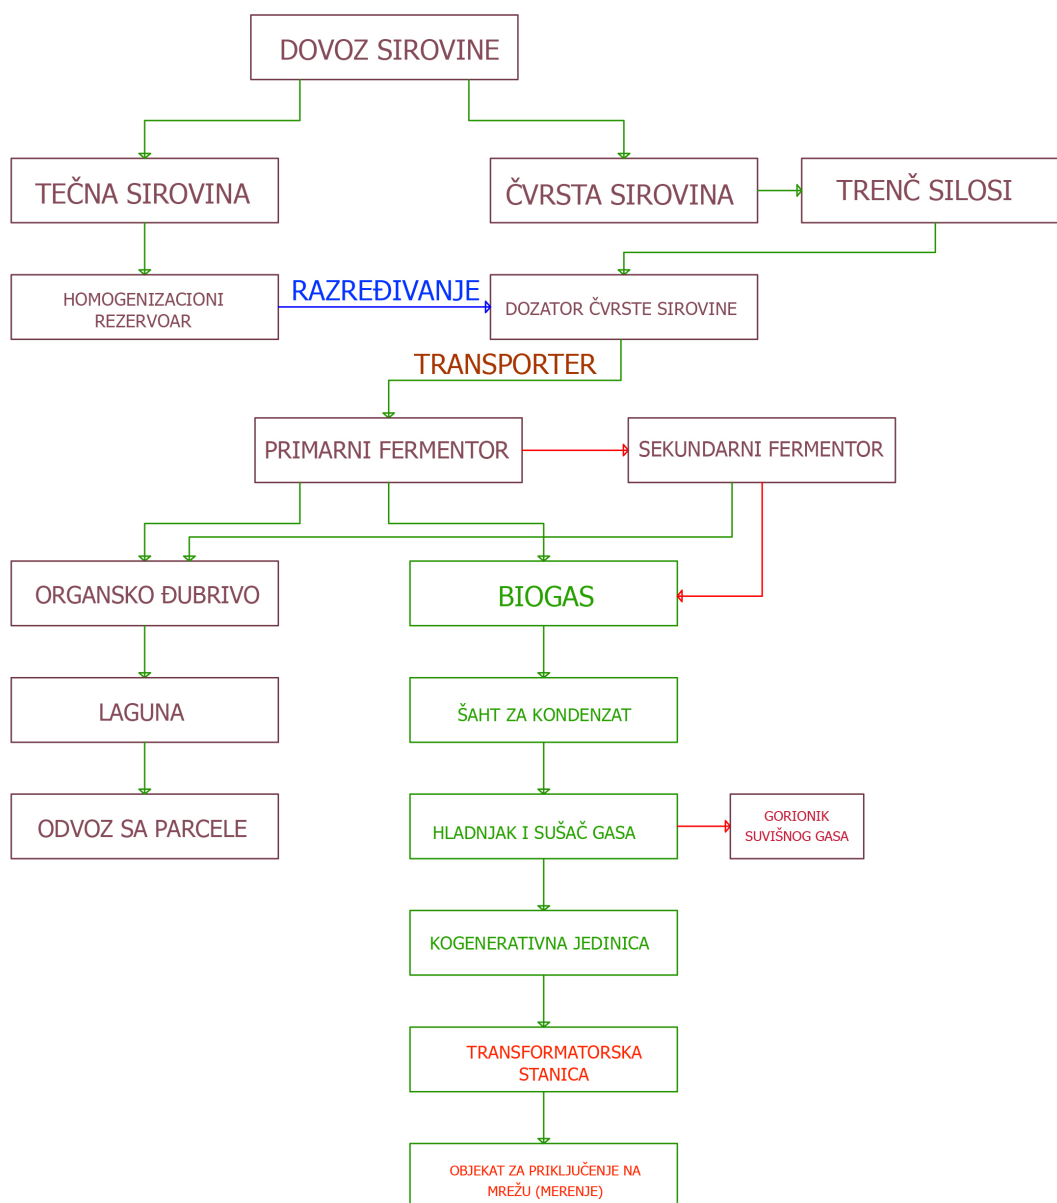 DOVOZ SIROVINE
TEČNA SIROVINA
ČVRSTA SIROVINA
TRENČ SILOSI
HOMOGENIZACIONI
REZERVOAR
RAZREĐIVANJE
DOZATOR ČVRSTE SIROVINE
TRANSPORTER
PRIMARNI FERMENTOR
SEKUNDARNI FERMENTOR
ORGANSKO ĐUBRIVO
BIOGAS
LAGUNA
ŠAHT ZA KONDENZAT
ODVOZ SA PARCELE
HLADNJAK I SUŠAČ GASA
GORIONIK
SUVIŠNOG GASA
KOGENERATIVNA JEDINICA
TRANSFORMATORSKA
STANICA
OBJEKAT ZA PRIKLJUČENJE NA
MREŽU (MERENJE)